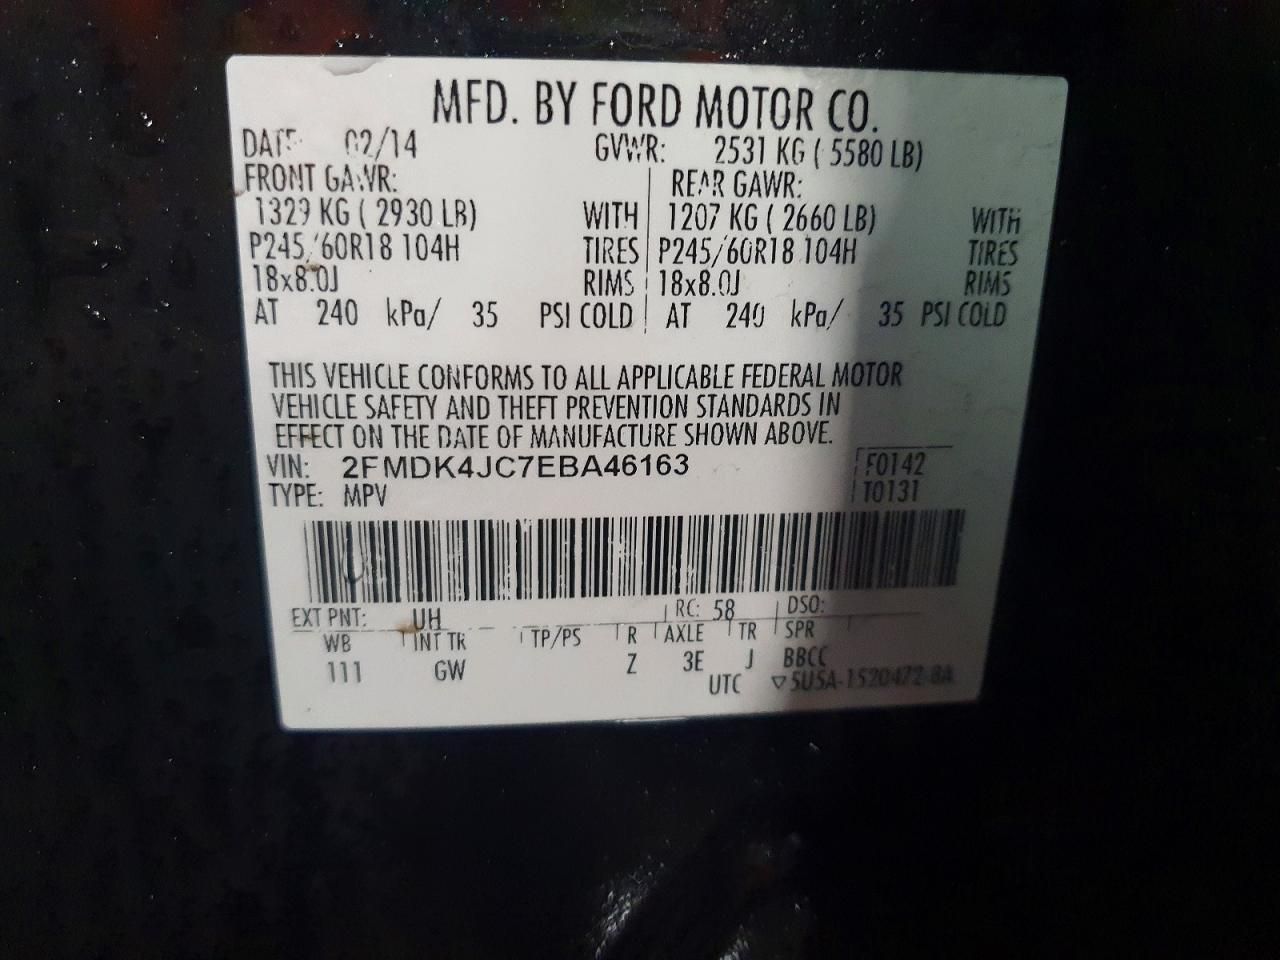 MFD. BY FORD MOTOR CO.
DATE 02/14 GVWR: 2531 KG ( 5580 LB)
FRONT GAWR: REAR GAWR:
1329 KG ( 2930 LB) WITH 1207 KG ( 2660 LB) WITH
P245/60R18 104H TIRES P245/60R18 104H TIRES
18x8.0J RIMS 18x8.0J RIMS
AT 240 kPa/ 35 PSI COLD AT 240 kPa/ 35 PSI COLD
THIS VEHICLE CONFORMS TO ALL APPLICABLE FEDERAL MOTOR
VEHICLE SAFETY AND THEFT PREVENTION STANDARDS IN
EFFECT ON THE DATE OF MANUFACTURE SHOWN ABOVE.
VIN: 2FMDK4JC7EBA46163 F0142
TYPE: MPV T0131
EXT PNT: UH RC: 58 DSO:
WB INT TR TP/PS R AXLE TR SPR
111 GW Z 3E J BBCC
UTC ▽5U5A-1520472-BA